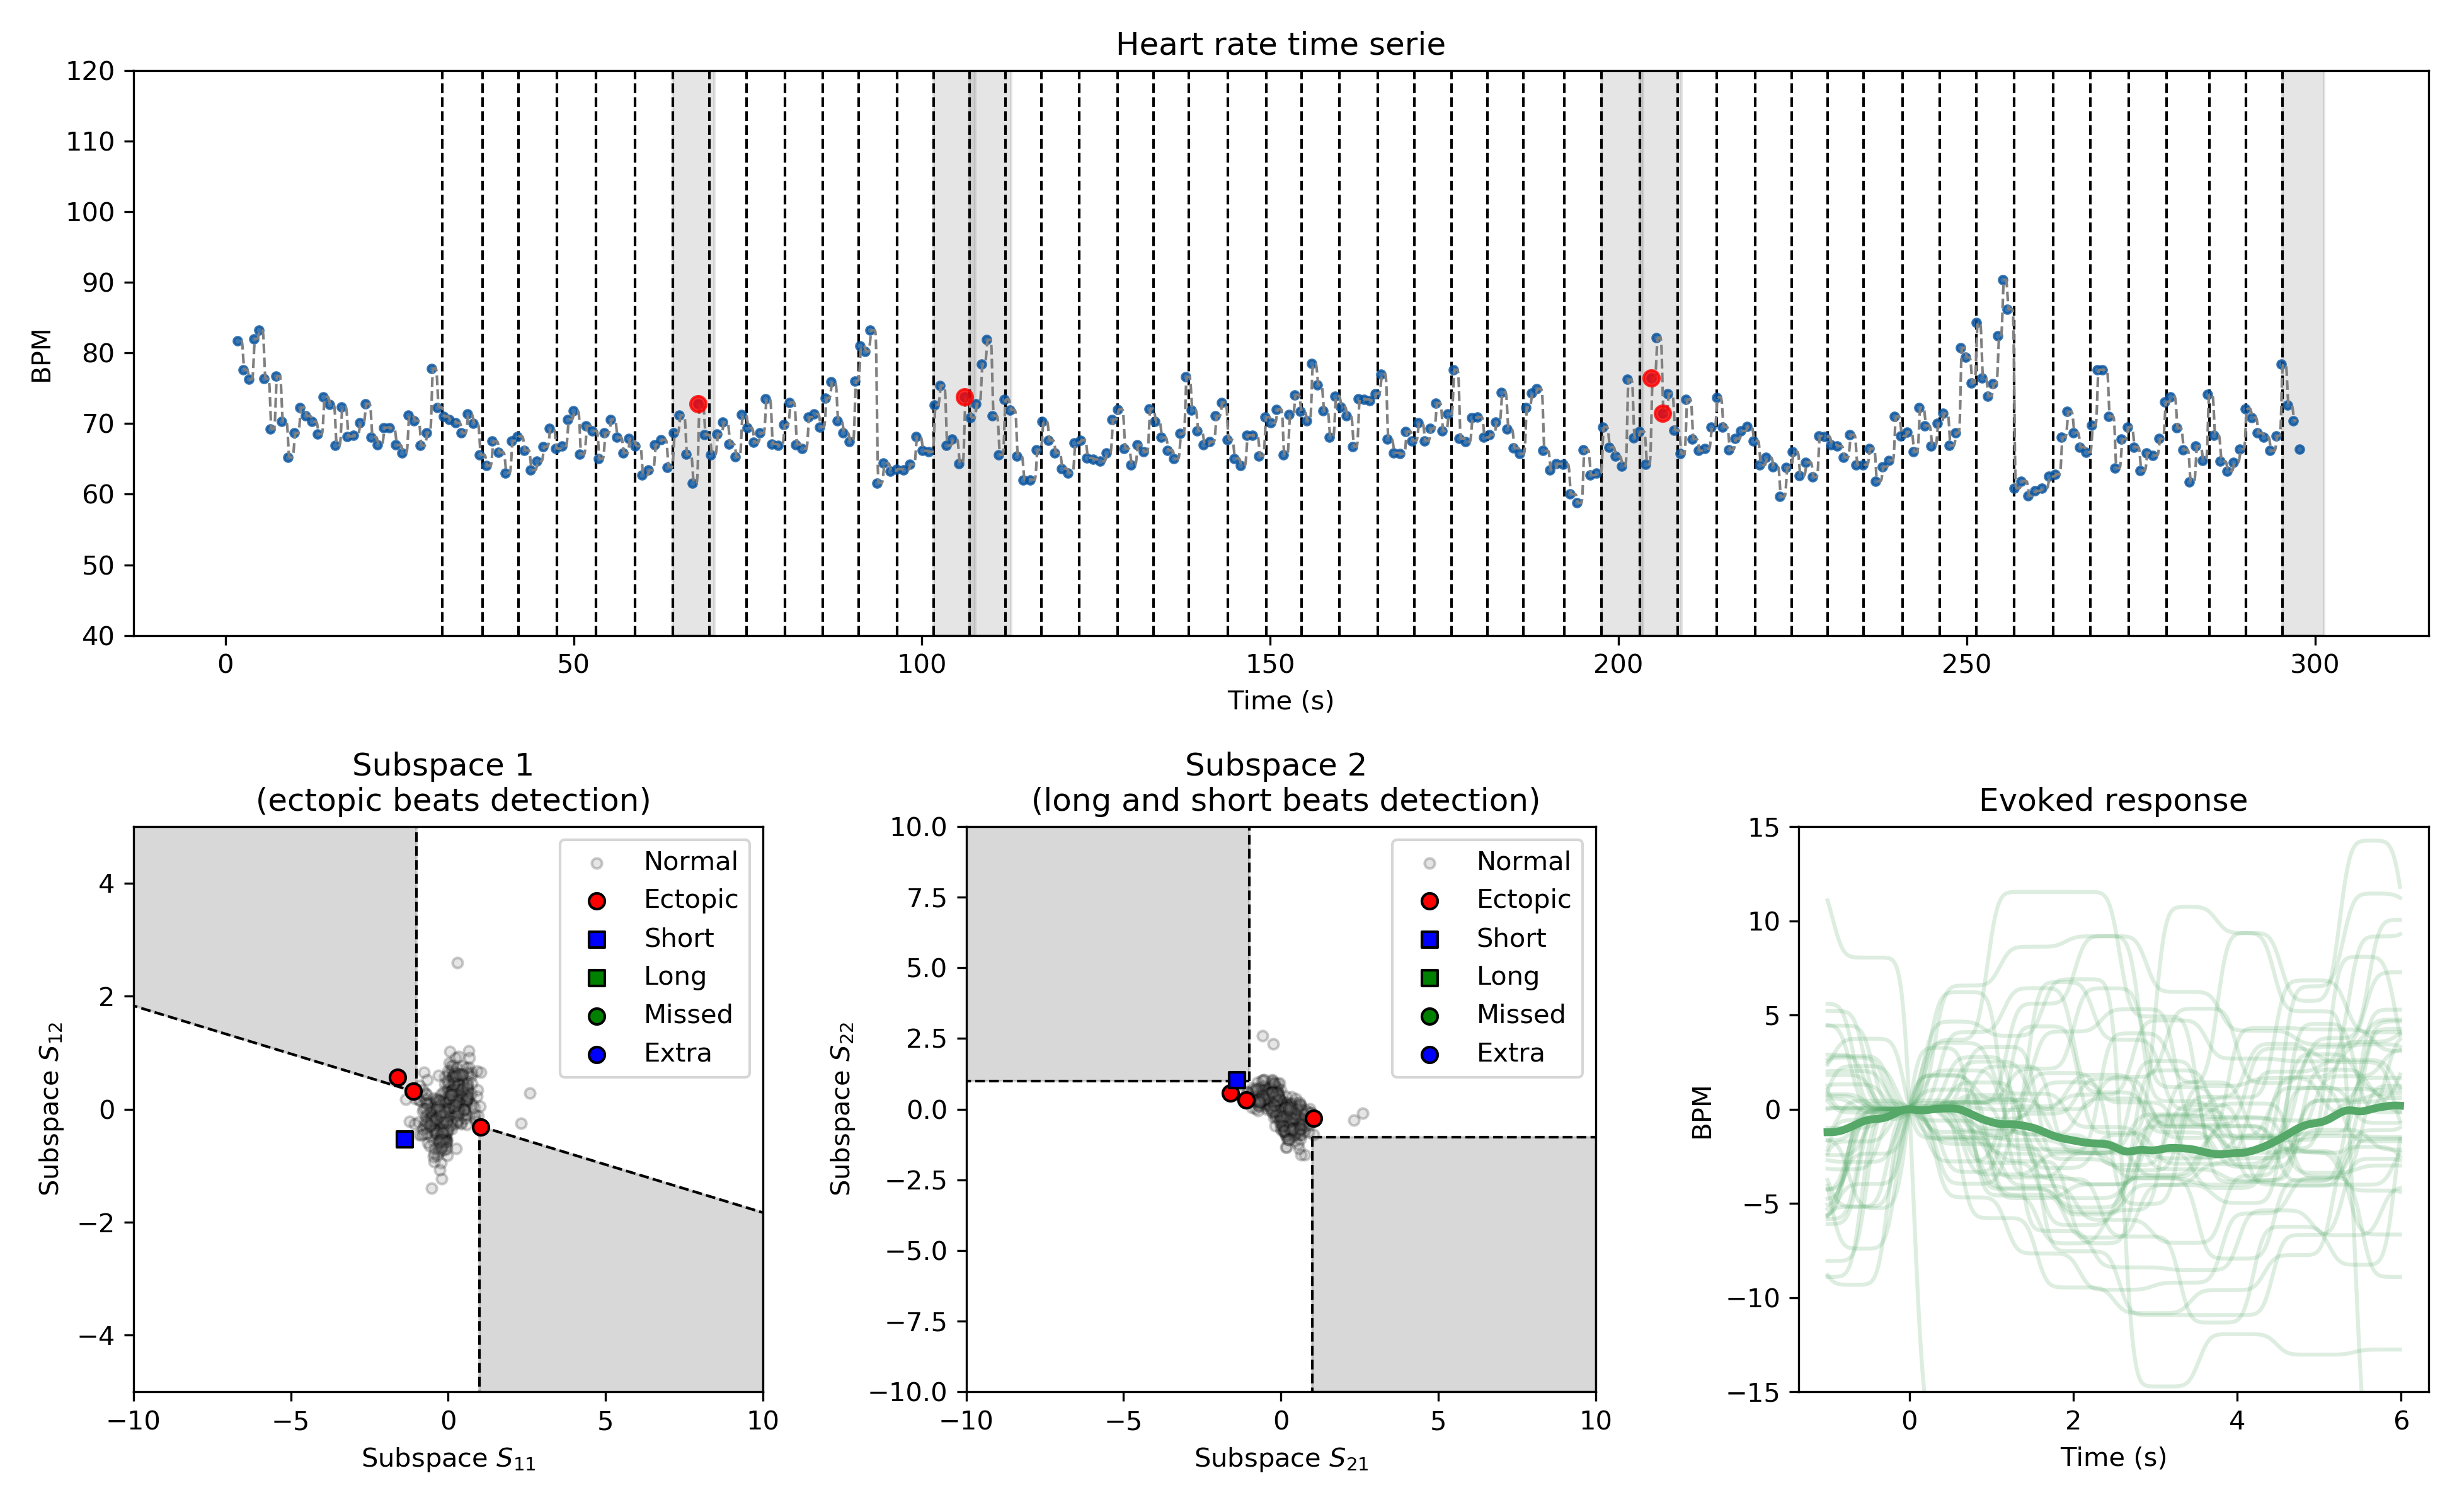 Heart rate time serie
120
110
100
90
80
70
60
50
40
BPM
0 50 100 150 200 250 300
Time (s)
Subspace 1
(ectopic beats detection)
4
2
0
−2
−4
Subspace S₁₂
Normal
Ectopic
Short
Long
Missed
Extra
−10 −5 0 5 10
Subspace S₁₁
Subspace 2
(long and short beats detection)
10.0
7.5
5.0
2.5
0.0
−2.5
−5.0
−7.5
−10.0
Subspace S₂₂
Normal
Ectopic
Short
Long
Missed
Extra
−10 −5 0 5 10
Subspace S₂₁
Evoked response
15
10
5
0
−5
−10
−15
BPM
0 2 4 6
Time (s)